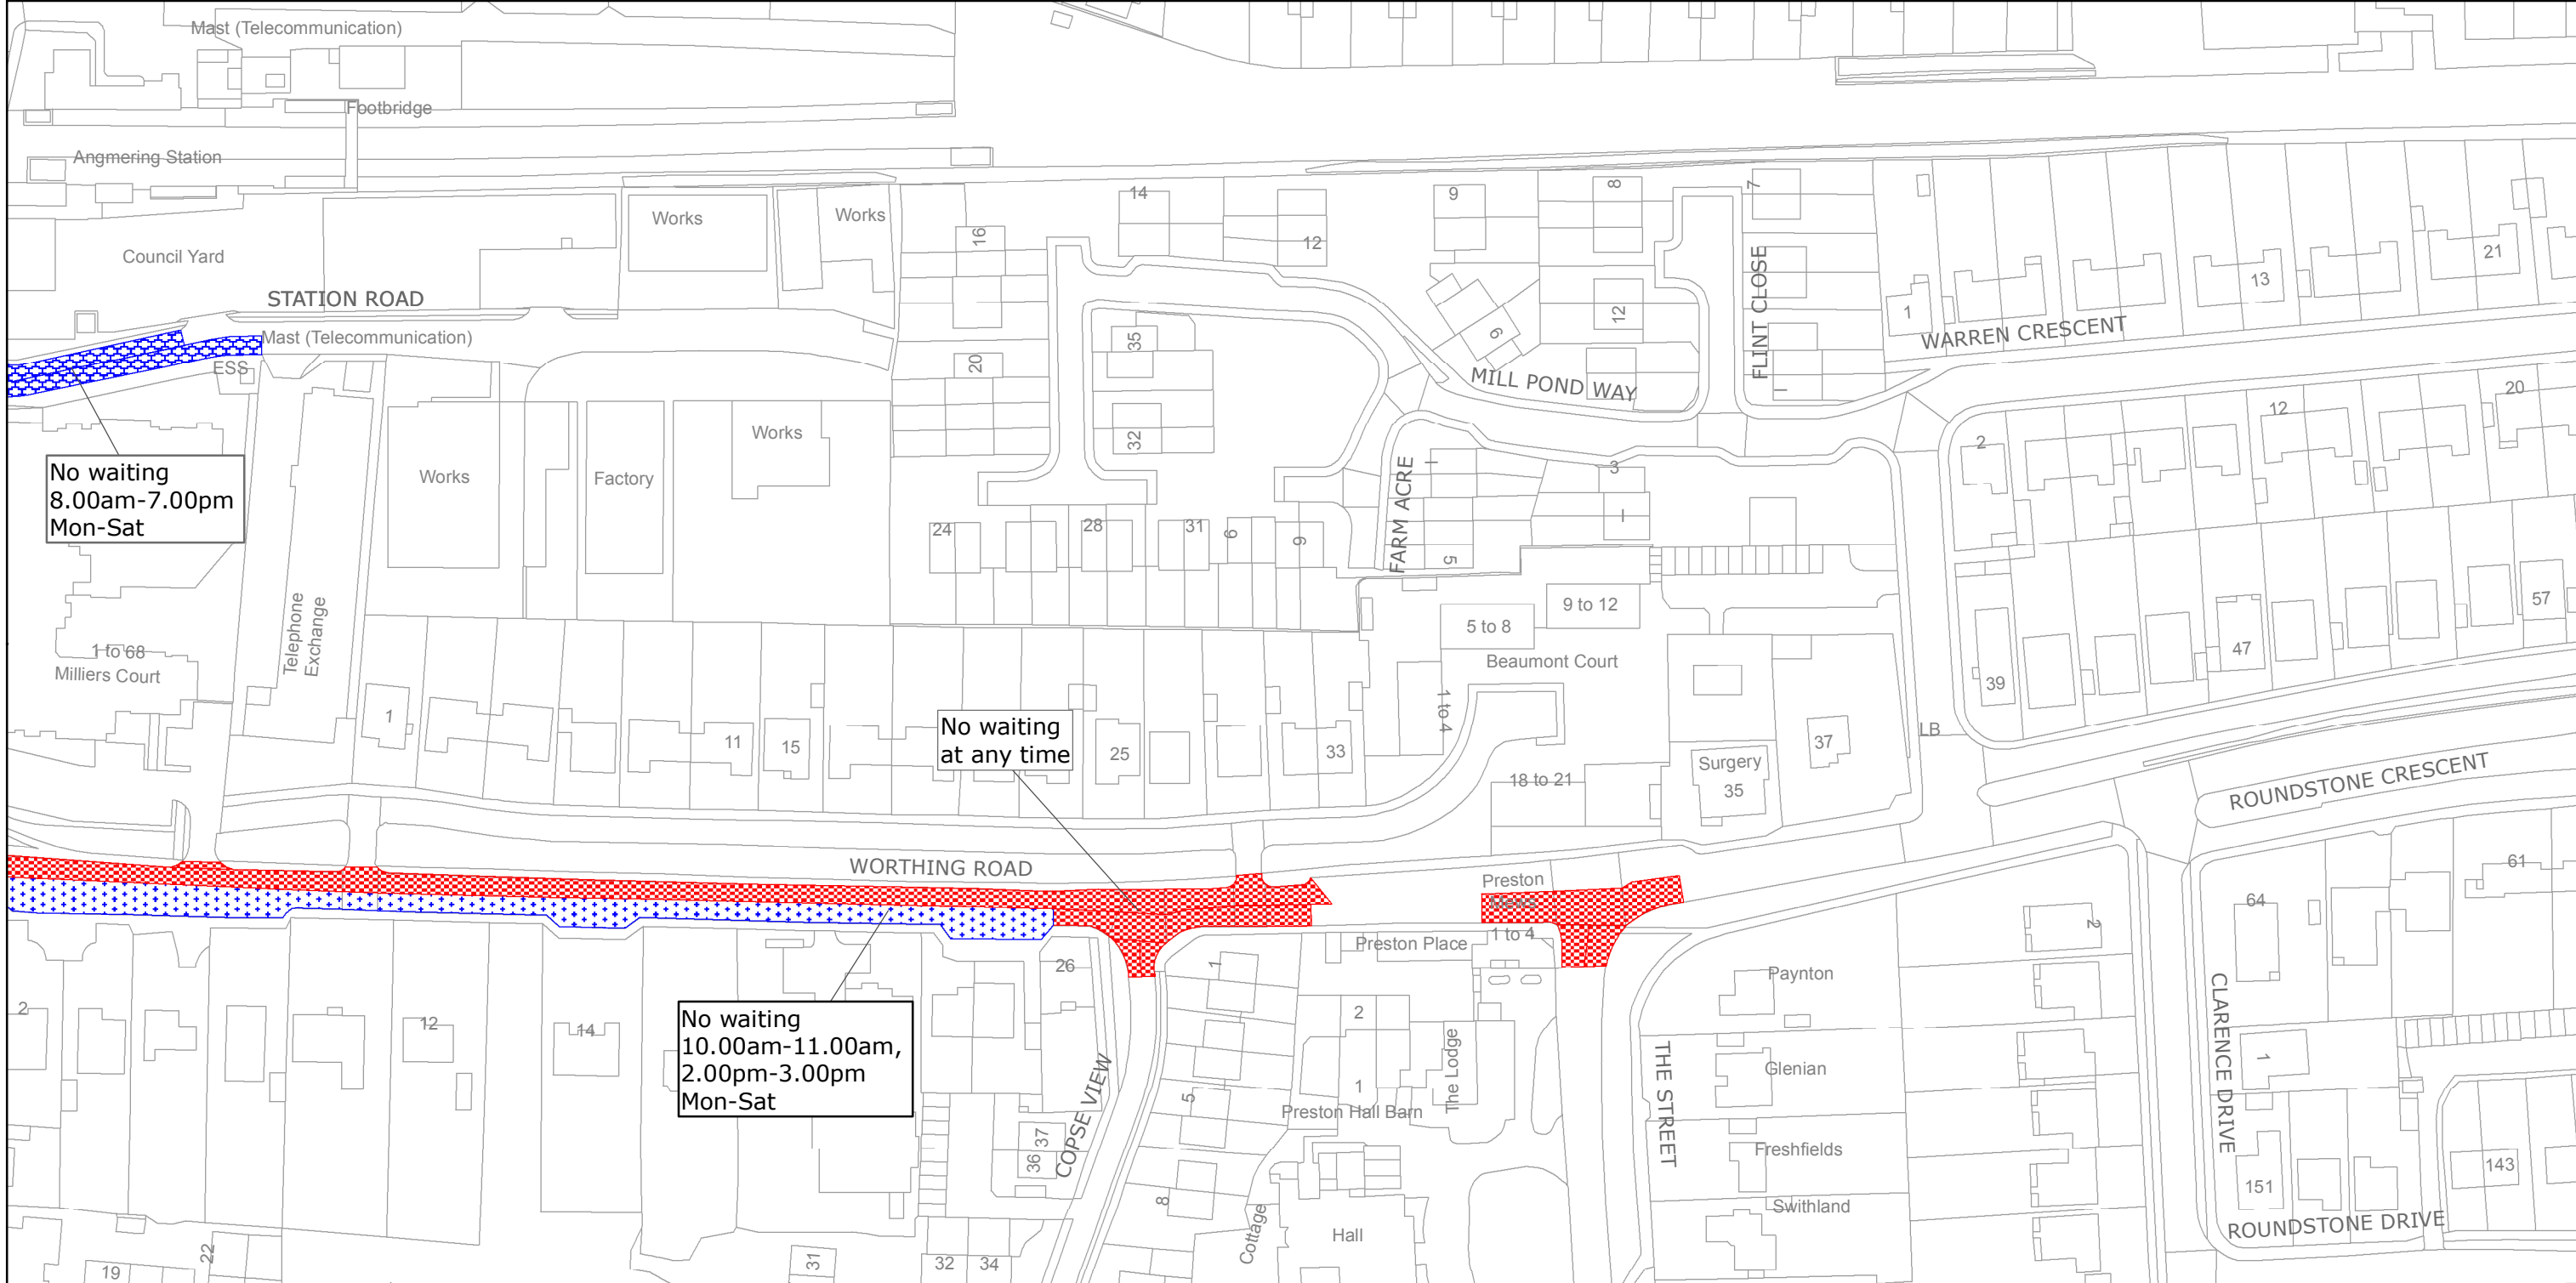 Mast (Telecommunication)
Footbridge
Angmering Station
14
9
8
7
Works
Works
16
12
Council Yard
FLINT CLOSE
21
13
STATION ROAD
1
12
WARREN CRESCENT
Mast (Telecommunication)
35
6
ESS
20
MILL POND WAY
1
20
12
Works
32
2
No waiting
8.00am-7.00pm
Mon-Sat
Works
Factory
FARM ACRE
1
3
1
24
28
31
6
9
5
Telephone
Exchange
9 to 12
5 to 8
57
1 to 68
Milliers Court
Beaumont Court
47
39
1 to 4
1
11
15
No waiting
at any time
25
33
37
LB
Surgery
35
18 to 21
ROUNDSTONE CRESCENT
WORTHING ROAD
61
Preston
Mews
1 to 4
64
Preston Place
2
26
1
Paynton
2
12
14
No waiting
10.00am-11.00am,
2.00pm-3.00pm
Mon-Sat
2
1
The Lodge
CLARENCE DRIVE
THE STREET
Glenian
1
COPSE VIEW
5
Preston Hall Barn
37
36
Freshfields
143
151
8
Swithland
Cottage
Hall
ROUNDSTONE DRIVE
22
19
31
32
34